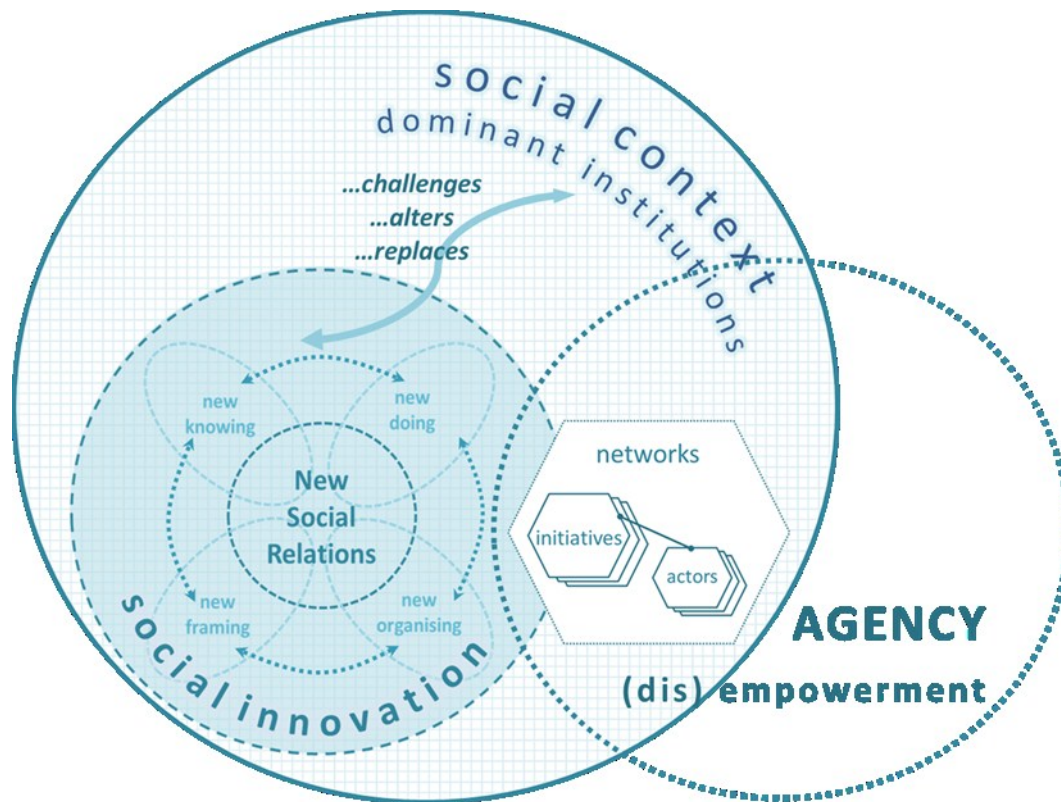 social context
dominant institutions
...challenges
...alters
...replaces
new
knowing
new
doing
New
Social
Relations
new
framing
new
organising
social innovation
networks
initiatives
actors
AGENCY
(dis) empowerment